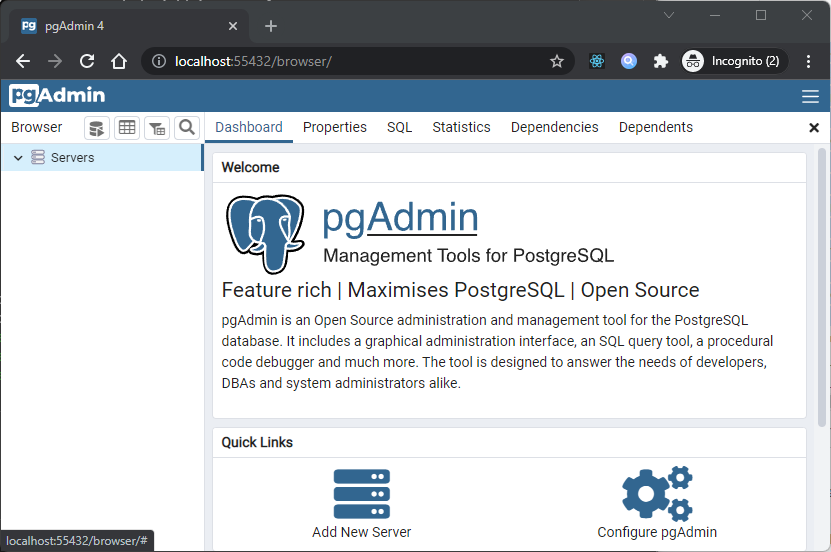 pg pgAdmin 4
localhost:55432/browser/
Incognito (2)
pgAdmin
Browser
Dashboard Properties SQL Statistics Dependencies Dependents
Servers
Welcome
pgAdmin
Management Tools for PostgreSQL
Feature rich | Maximises PostgreSQL | Open Source
pgAdmin is an Open Source administration and management tool for the PostgreSQL
database. It includes a graphical administration interface, an SQL query tool, a procedural
code debugger and much more. The tool is designed to answer the needs of developers,
DBAs and system administrators alike.
Quick Links
Add New Server
Configure pgAdmin
localhost:55432/browser/#